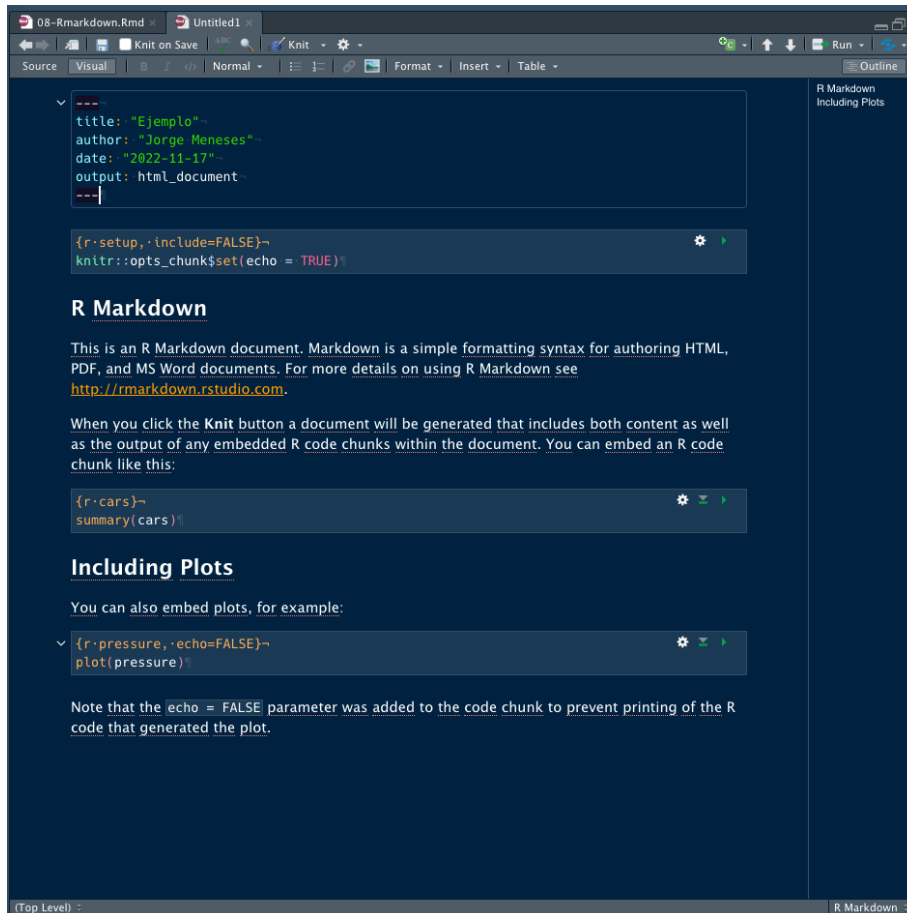 08-Rmarkdown.Rmd × Untitled1 ×
Knit on Save ABC Knit Run
Source Visual B I </> Normal Format Insert Table Outline
R Markdown
Including Plots
---
title: "Ejemplo"
author: "Jorge Meneses"
date: "2022-11-17"
output: html_document
---
{r·setup,·include=FALSE}¬
knitr::opts_chunk$set(echo = TRUE)¶
R Markdown
This is an R Markdown document. Markdown is a simple formatting syntax for authoring HTML,
PDF, and MS Word documents. For more details on using R Markdown see
http://rmarkdown.rstudio.com.
When you click the Knit button a document will be generated that includes both content as well
as the output of any embedded R code chunks within the document. You can embed an R code
chunk like this:
{r·cars}¬
summary(cars)¶
Including Plots
You can also embed plots, for example:
{r·pressure,·echo=FALSE}¬
plot(pressure)¶
Note that the echo = FALSE parameter was added to the code chunk to prevent printing of the R
code that generated the plot.
(Top Level) R Markdown